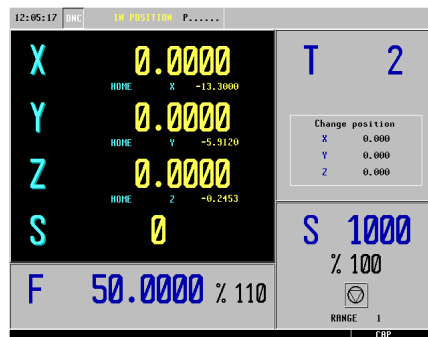 12:05:17 DNC IN POSITION P......
X 0.0000
HOME X -13.3000
Y 0.0000
HOME Y -5.9120
Z 0.0000
HOME Z -0.2453
S 0
F 50.0000 % 110
T 2
Change position
X 0.000
Y 0.000
Z 0.000
S 1000
% 100
RANGE 1
CAP